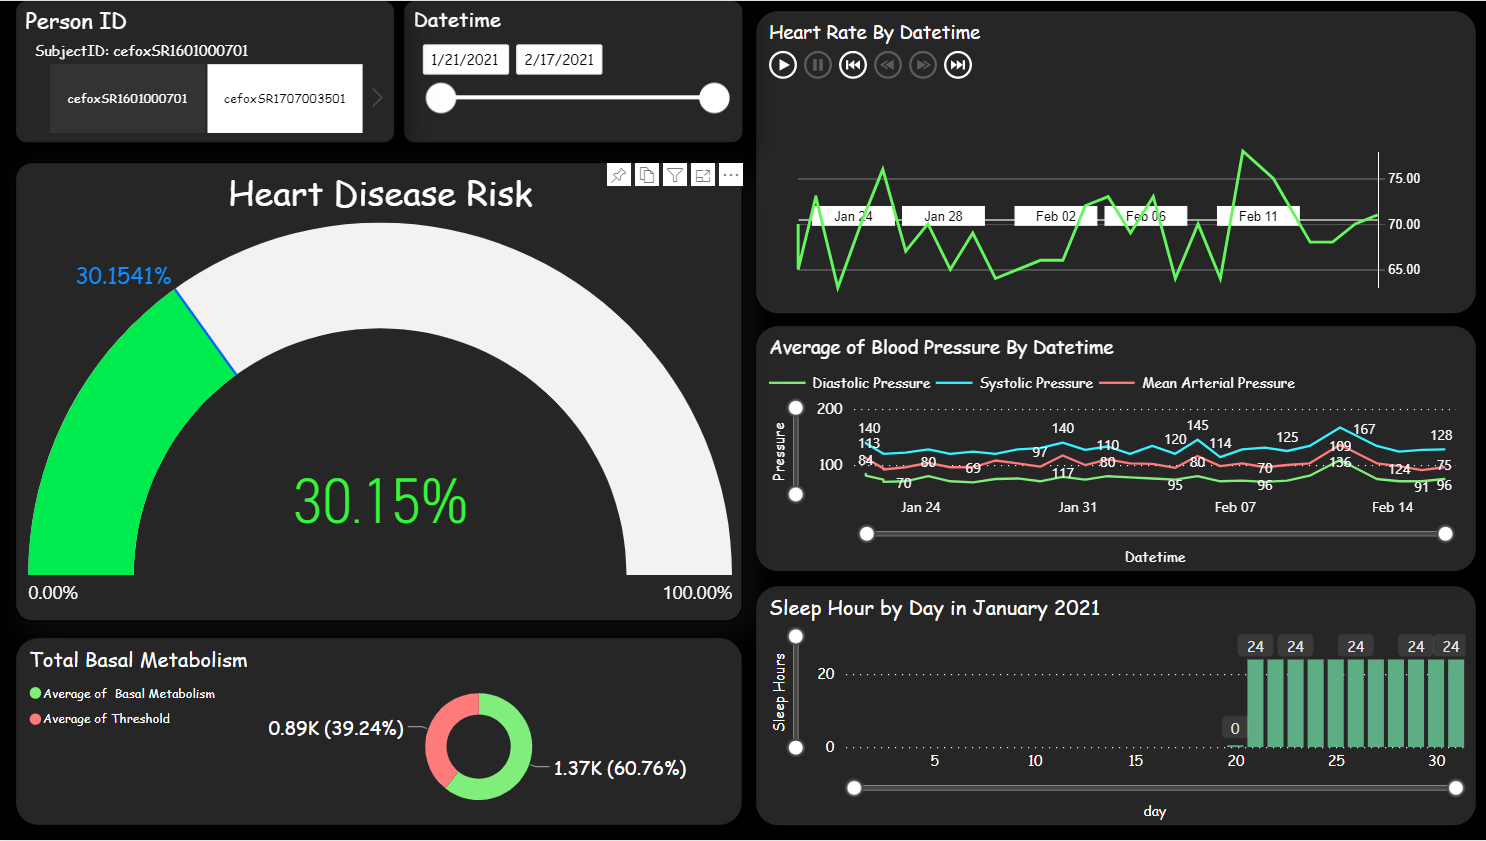 Person ID
SubjectID: cefoxSR1601000701
cefoxSR1601000701
cefoxSR1707003501
Datetime
1/21/2021
2/17/2021
Heart Disease Risk
30.1541%
30.15%
0.00%
100.00%
Total Basal Metabolism
Average of Basal Metabolism
Average of Threshold
0.89K (39.24%)
1.37K (60.76%)
Heart Rate By Datetime
75.00
Jan 24
Jan 28
Feb 02
Feb 06
Feb 11
70.00
65.00
Average of Blood Pressure By Datetime
Diastolic Pressure
Systolic Pressure
Mean Arterial Pressure
Pressure
200
100
140
113
84
70
80
69
97
140
117
110
80
120
95
145
80
114
70
96
125
109
136
167
124
91
128
75
96
Jan 24
Jan 31
Feb 07
Feb 14
Datetime
Sleep Hour by Day in January 2021
Sleep Hours
20
0
0
24
24
24
24
24
5
10
15
20
25
30
day